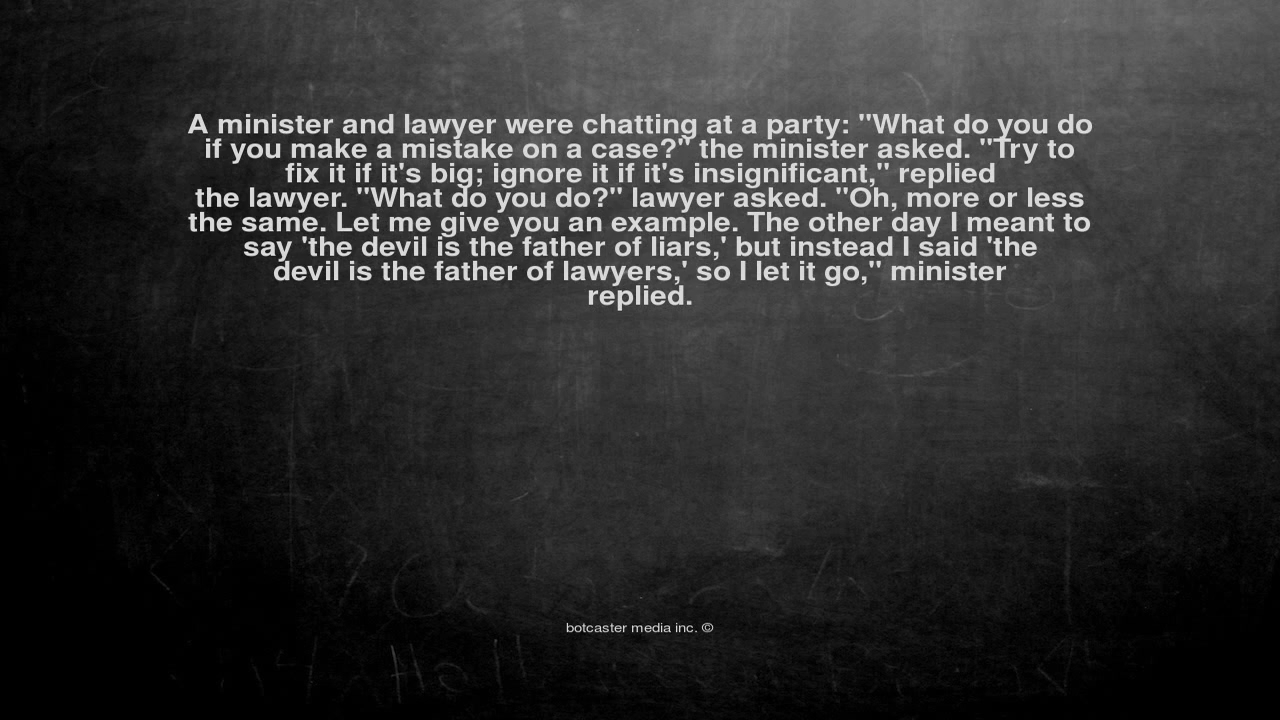 A minister and lawyer were chatting at a party: "What do you do
if you make a mistake on a case?" the minister asked. "Try to
fix it if it's big; ignore it if it's insignificant," replied
the lawyer. "What do you do?" lawyer asked. "Oh, more or less
the same. Let me give you an example. The other day I meant to
say 'the devil is the father of liars,' but instead I said 'the
devil is the father of lawyers,' so I let it go," minister
replied.
botcaster media inc. ©